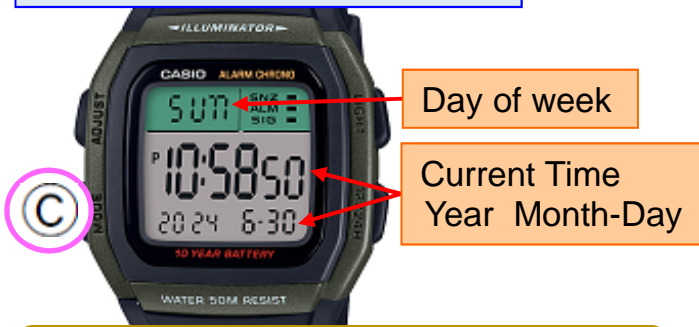 ILLUMINATOR
CASIO ALARM CHRONO
SUN
SNZ
ALM
SIG
ADJUST
LIGHT
Day of week
P 10:58 50
2024 6-30
MODE
12/24H
C
Current Time
Year Month-Day
10 YEAR BATTERY
WATER 50M RESIST